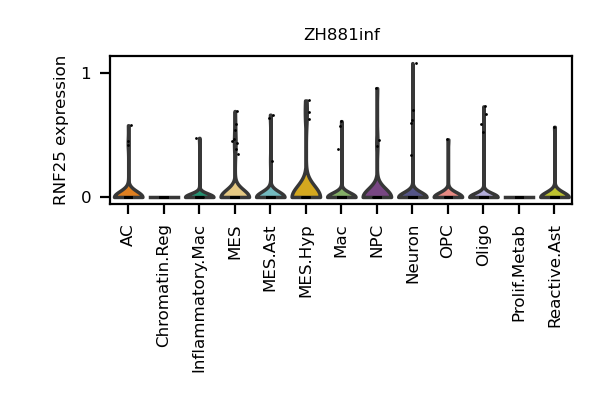 ZH881inf
RNF25 expression
1
0
AC
Chromatin.Reg
Inflammatory.Mac
MES
MES.Ast
MES.Hyp
Mac
NPC
Neuron
OPC
Oligo
Prolif.Metab
Reactive.Ast